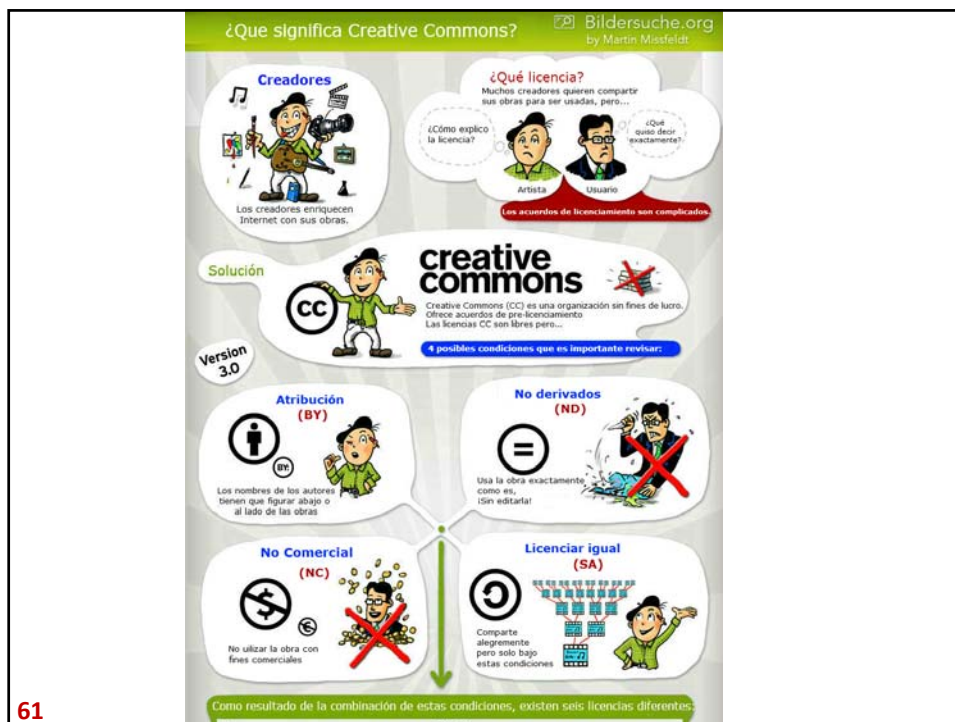 ¿Que significa Creative Commons?
Bildersuche.org
by Martin Missfeldt
Creadores
Los creadores enriquecen
Internet con sus obras.
¿Qué licencia?
Muchos creadores quieren compartir
sus obras para ser usadas, pero...
¿Cómo explico
la licencia?
¿Qué
quiso decir
exactamente?
Artista
Usuario
Los acuerdos de licenciamiento son complicados.
Solución
cc
creative
commons
Creative Commons (CC) es una organización sin fines de lucro.
Ofrece acuerdos de pre-licenciamiento
Las licencias CC son libres pero...
4 posibles condiciones que es importante revisar:
Version
3.0
Atribución
(BY)
BY:
Los nombres de los autores
tienen que figurar abajo o
al lado de las obras
No derivados
(ND)
Usa la obra exactamente
como es,
¡Sin editarla!
No Comercial
(NC)
$
€
No uilizar la obra con
fines comerciales
Licenciar igual
(SA)
Comparte
alegremente
pero solo bajo
estas condiciones
Como resultado de la combinación de estas condiciones, existen seis licencias diferentes:
61